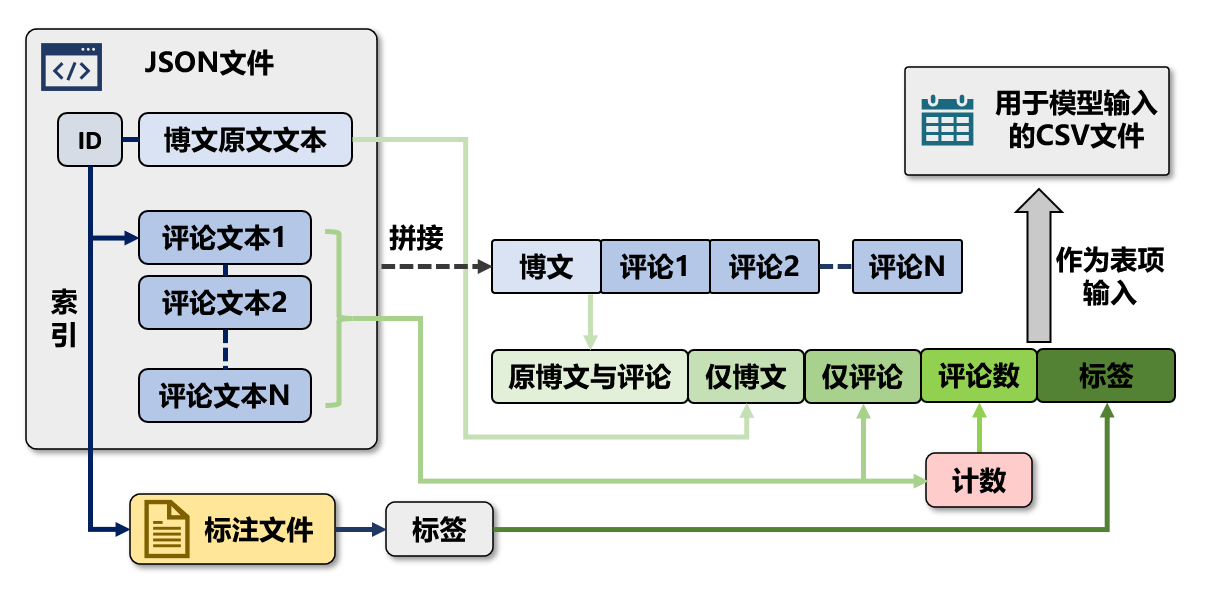 JSON文件
ID
博文原文文本
评论文本1
评论文本2
评论文本N
索
引
拼接
博文
评论1
评论2
评论N
用于模型输入
的CSV文件
作为表项
输入
原博文与评论
仅博文
仅评论
评论数
标签
计数
标注文件
标签